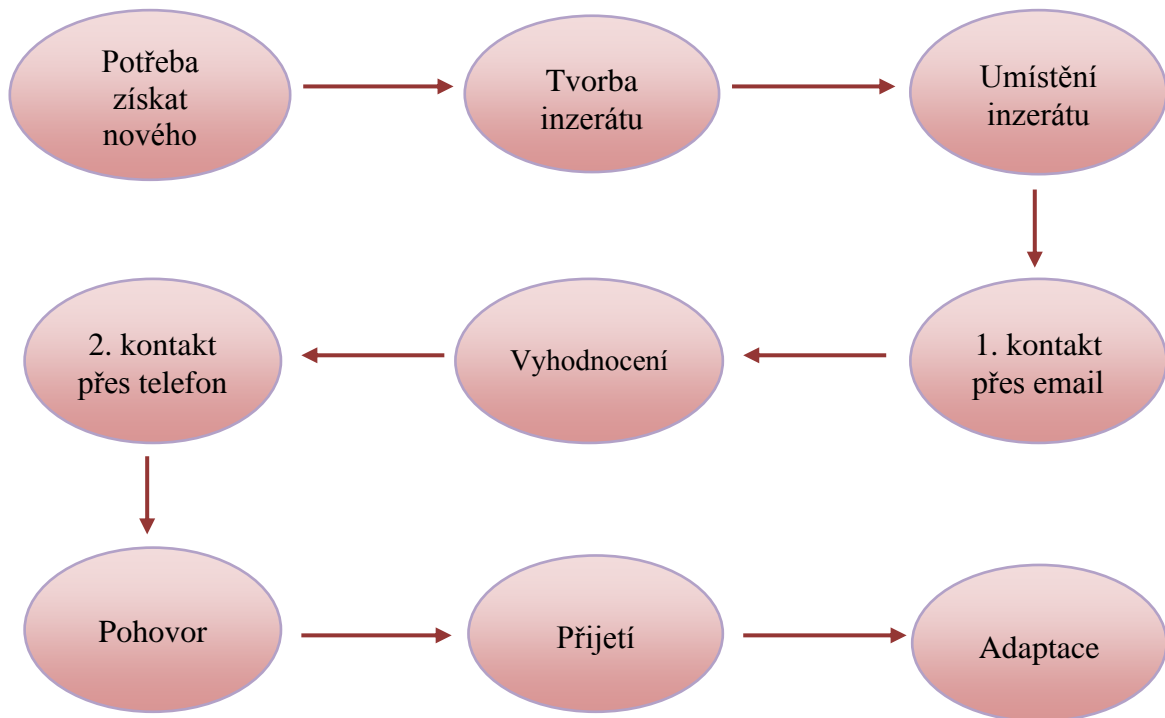 Potřeba
získat
nového
Tvorba
inzerátu
Umístění
inzerátu
1. kontakt
přes email
Vyhodnocení
2. kontakt
přes telefon
Pohovor
Přijetí
Adaptace